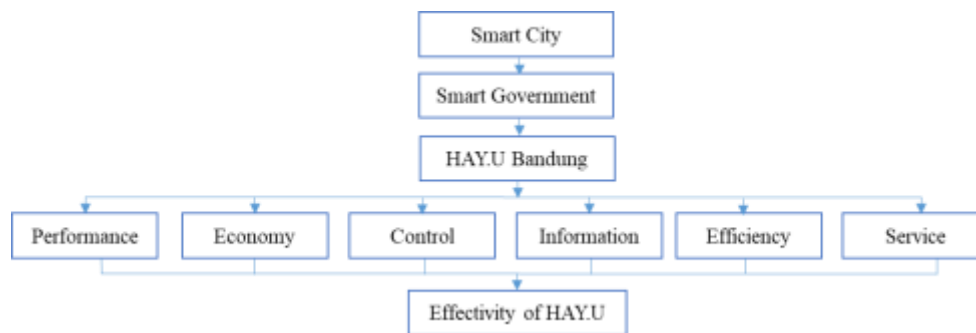 Smart City
Smart Government
HAY.U Bandung
Performance
Economy
Control
Information
Efficiency
Service
Effectivity of HAY.U